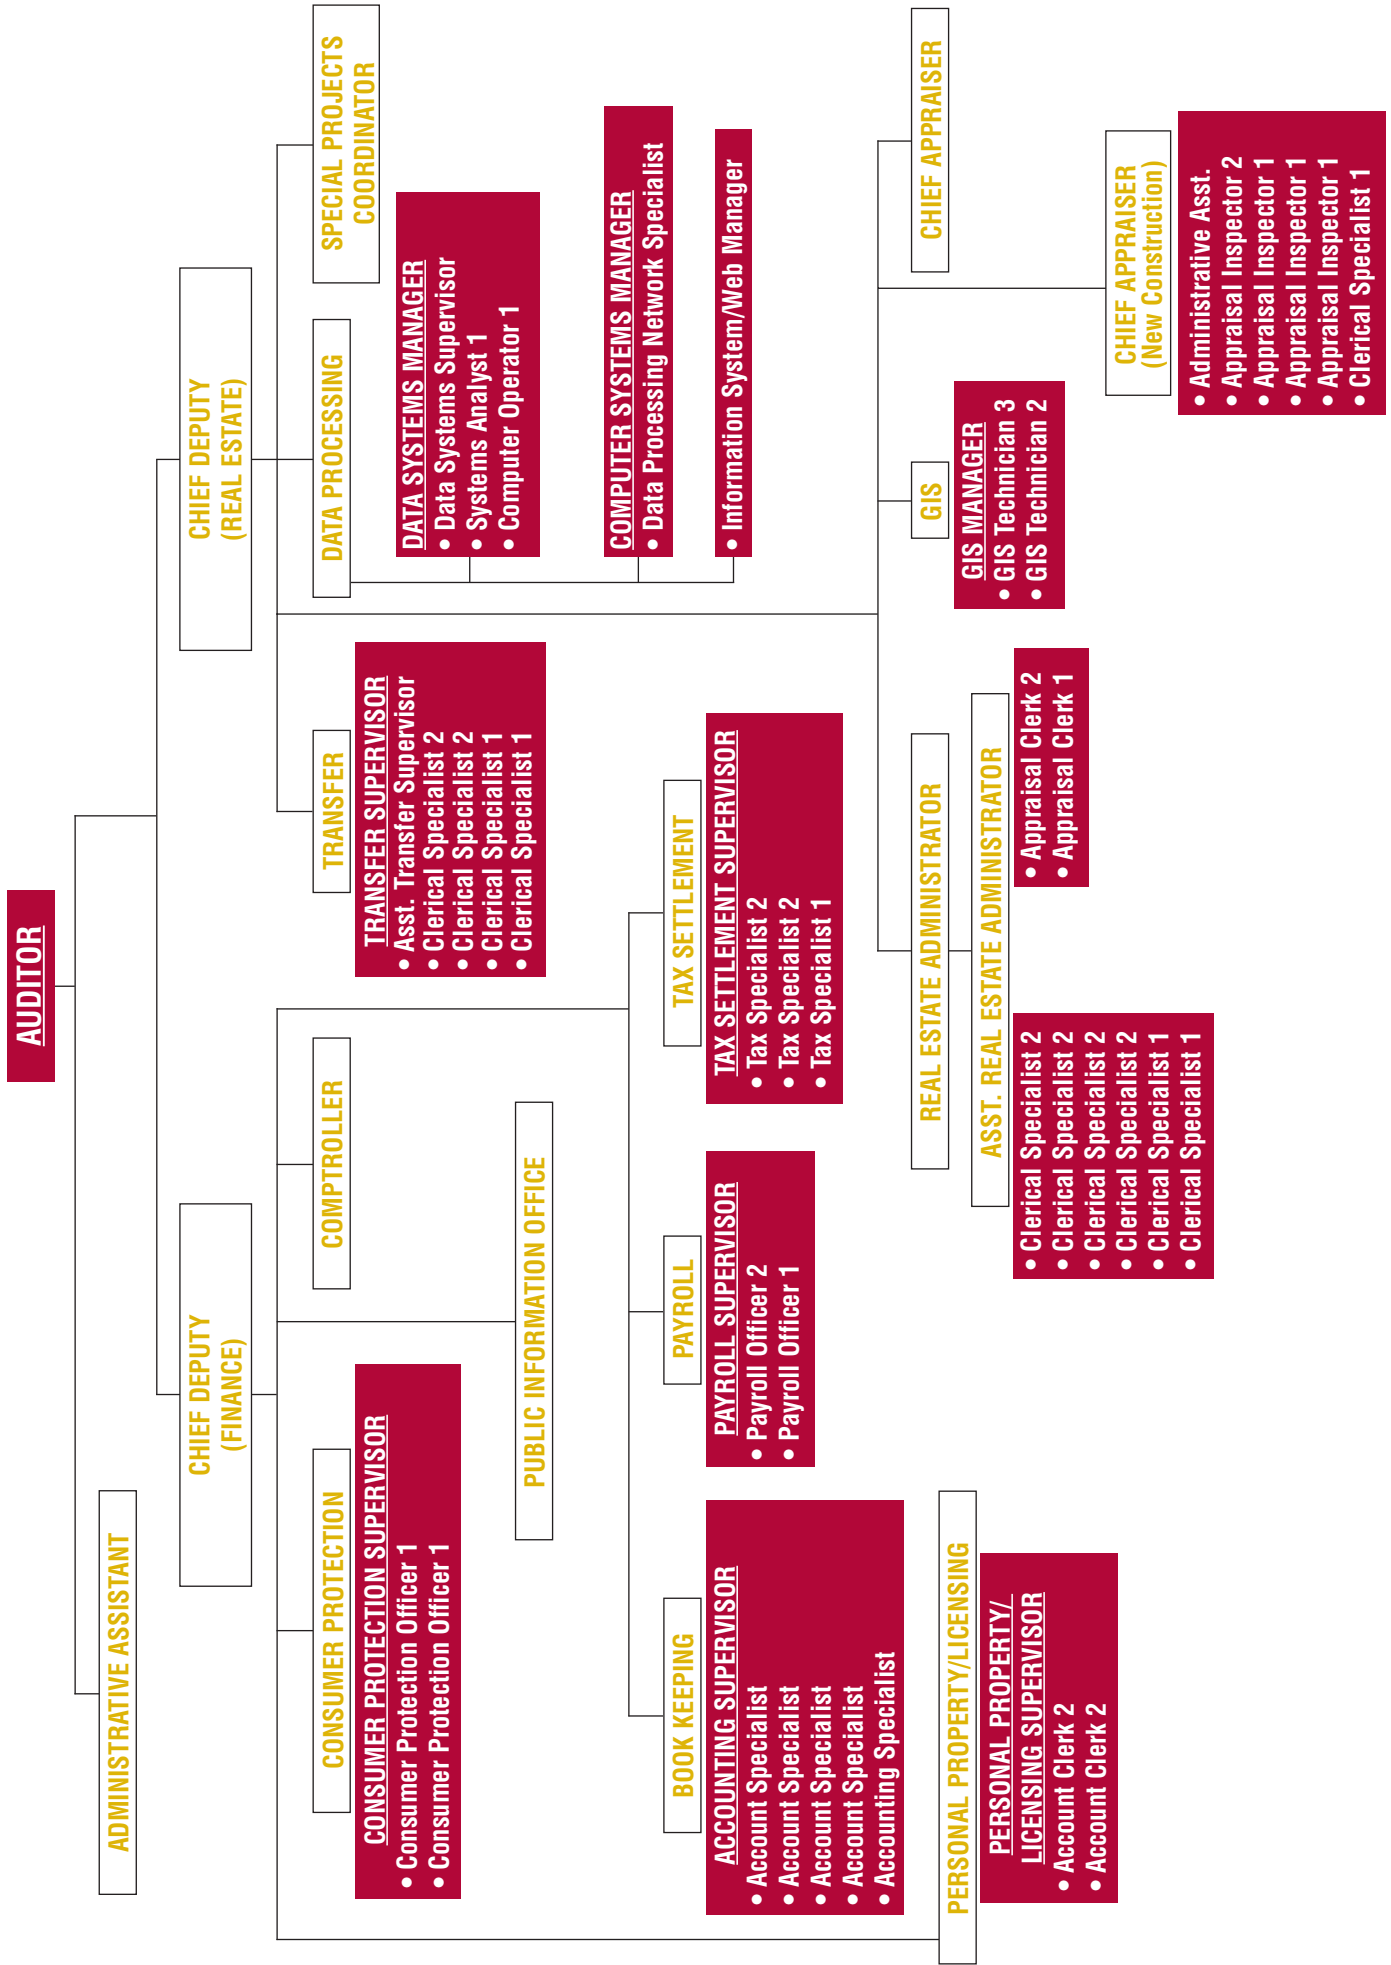 AUDITOR
ADMINISTRATIVE ASSISTANT
CHIEF DEPUTY
(FINANCE)
CHIEF DEPUTY
(REAL ESTATE)
CONSUMER PROTECTION
CONSUMER PROTECTION SUPERVISOR
• Consumer Protection Officer 1
• Consumer Protection Officer 1
COMPTROLLER
PUBLIC INFORMATION OFFICE
BOOK KEEPING
ACCOUNTING SUPERVISOR
• Account Specialist
• Account Specialist
• Account Specialist
• Account Specialist
• Accounting Specialist
PAYROLL
PAYROLL SUPERVISOR
• Payroll Officer 2
• Payroll Officer 1
TAX SETTLEMENT
TAX SETTLEMENT SUPERVISOR
• Tax Specialist 2
• Tax Specialist 2
• Tax Specialist 1
PERSONAL PROPERTY/LICENSING
PERSONAL PROPERTY/
LICENSING SUPERVISOR
• Account Clerk 2
• Account Clerk 2
TRANSFER
TRANSFER SUPERVISOR
• Asst. Transfer Supervisor
• Clerical Specialist 2
• Clerical Specialist 2
• Clerical Specialist 1
• Clerical Specialist 1
DATA PROCESSING
DATA SYSTEMS MANAGER
• Data Systems Supervisor
• Systems Analyst 1
• Computer Operator 1
COMPUTER SYSTEMS MANAGER
• Data Processing Network Specialist
• Information System/Web Manager
SPECIAL PROJECTS
COORDINATOR
REAL ESTATE ADMINISTRATOR
ASST. REAL ESTATE ADMINISTRATOR
• Clerical Specialist 2
• Clerical Specialist 2
• Clerical Specialist 2
• Clerical Specialist 2
• Clerical Specialist 1
• Clerical Specialist 1
• Appraisal Clerk 2
• Appraisal Clerk 1
GIS
GIS MANAGER
• GIS Technician 3
• GIS Technician 2
CHIEF APPRAISER
CHIEF APPRAISER
(New Construction)
• Administrative Asst.
• Appraisal Inspector 2
• Appraisal Inspector 1
• Appraisal Inspector 1
• Appraisal Inspector 1
• Clerical Specialist 1